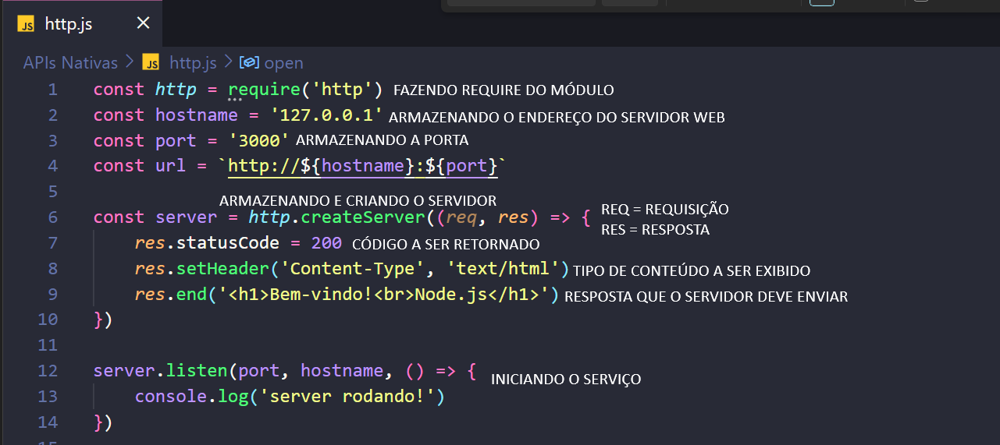 JS http.js ×
APIs Nativas > JS http.js > open
1 const http = require('http') FAZENDO REQUIRE DO MÓDULO
2 const hostname = '127.0.0.1' ARMAZENANDO O ENDEREÇO DO SERVIDOR WEB
3 const port = '3000' ARMAZENANDO A PORTA
4 const url = `http://${hostname}:${port}`
5
ARMAZENANDO E CRIANDO O SERVIDOR
6 const server = http.createServer((req, res) => { REQ = REQUISIÇÃO
RES = RESPOSTA
7 res.statusCode = 200 CÓDIGO A SER RETORNADO
8 res.setHeader('Content-Type', 'text/html') TIPO DE CONTEÚDO A SER EXIBIDO
9 res.end('<h1>Bem-vindo!<br>Node.js</h1>') RESPOSTA QUE O SERVIDOR DEVE ENVIAR
10 })
11
12 server.listen(port, hostname, () => { INICIANDO O SERVIÇO
13 console.log('server rodando!')
14 })
15